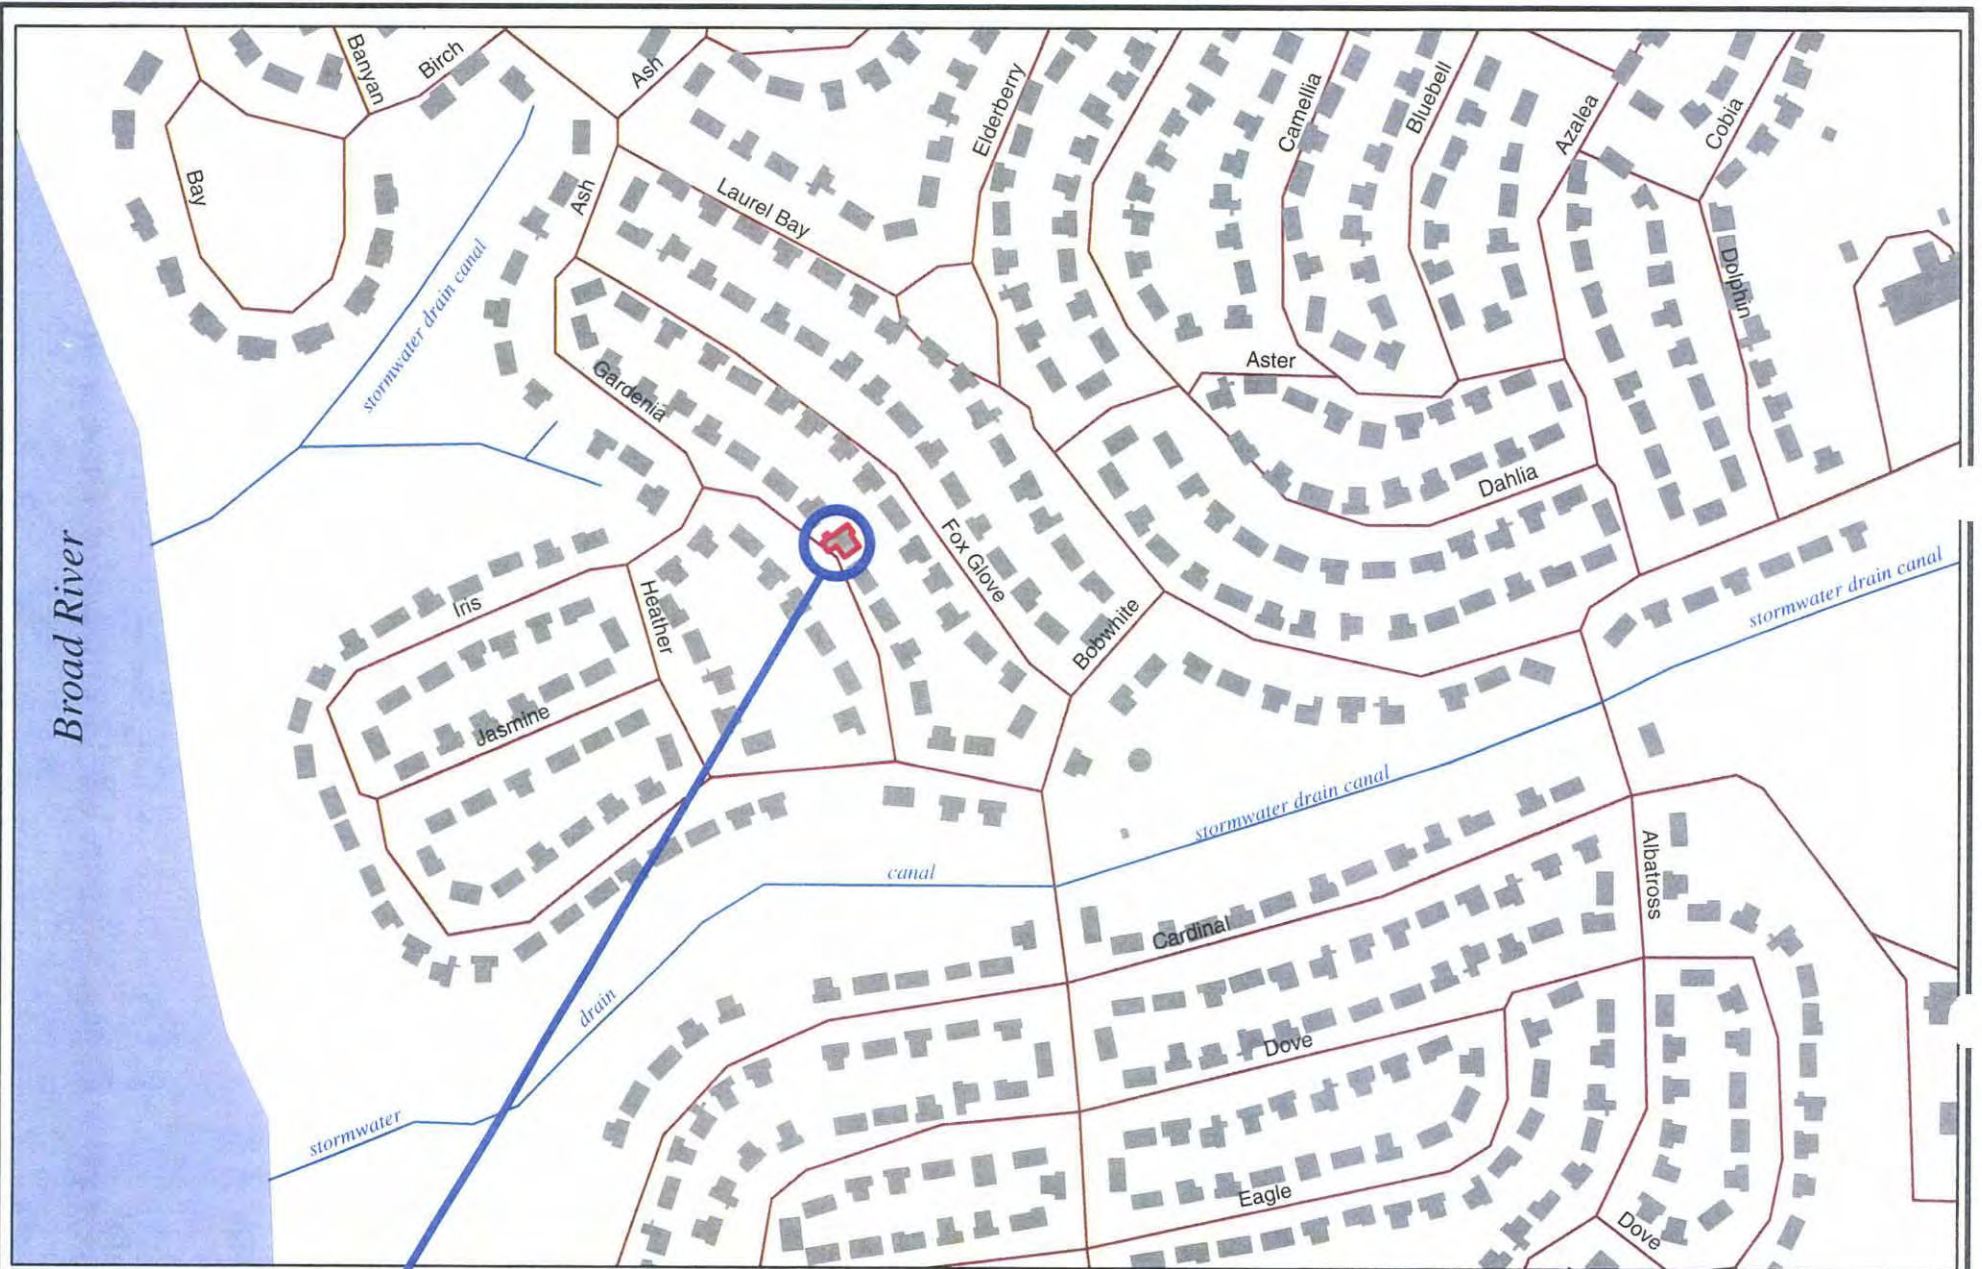 Banyan
Birch
Ash
Elderberry
Camellia
Bluebell
Azalea
Cobia
Bay
Ash
Laurel Bay
stormwater drain canal
Dolphin
Aster
Gardenia
Dahlia
Fox Glove
Broad River
Iris
Heather
Bobwhite
stormwater drain canal
Jasmine
stormwater drain canal
canal
Albatross
Cardinal
drain
Dove
stormwater
Eagle
Dove